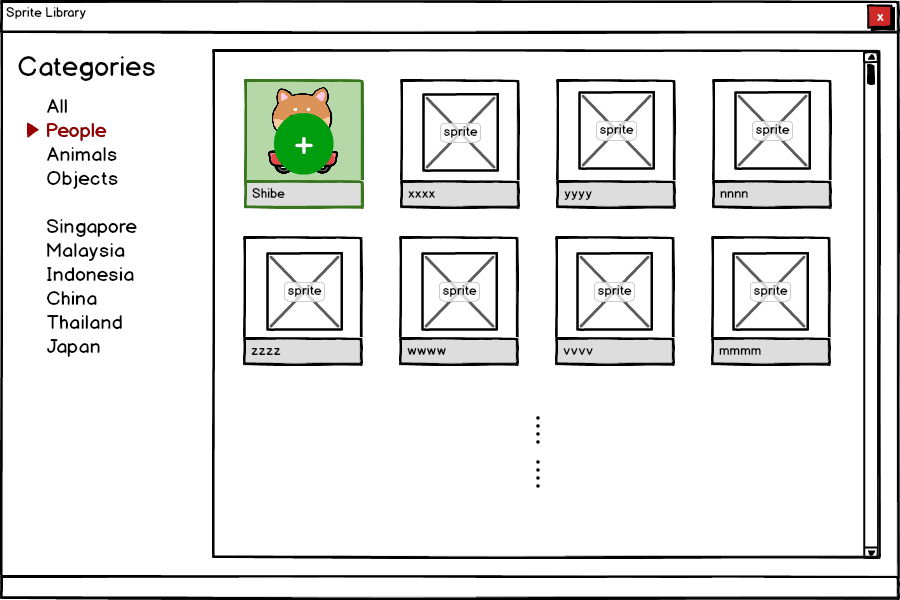 Sprite Library
x
Categories
All
People
Animals
Objects
Singapore
Malaysia
Indonesia
China
Thailand
Japan
+
sprite
sprite
sprite
Shibe
xxxx
yyyy
nnnn
sprite
sprite
sprite
sprite
zzzz
wwww
vvvv
mmmm